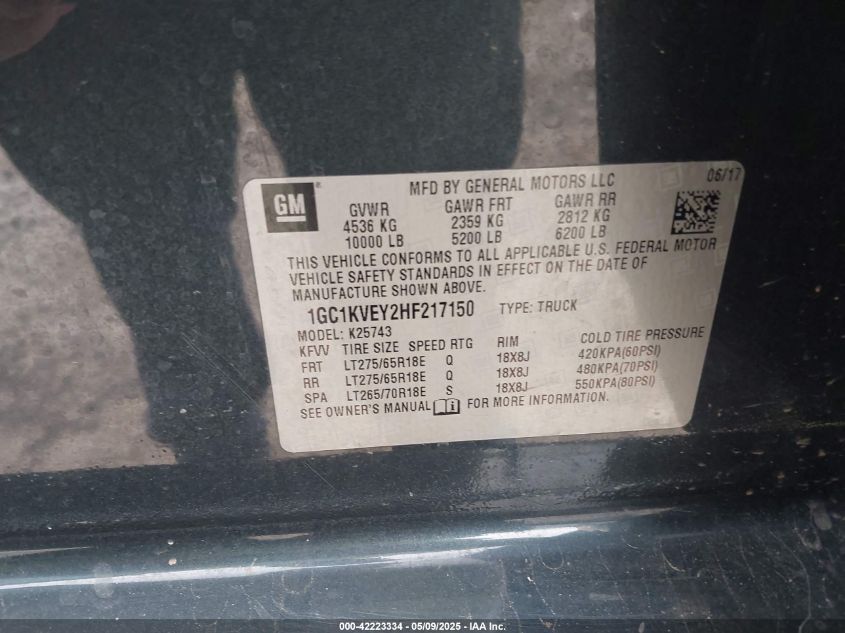 GM
MFD BY GENERAL MOTORS LLC 06/17
GVWR GAWR FRT GAWR RR
4536 KG 2359 KG 2812 KG
10000 LB 5200 LB 6200 LB
THIS VEHICLE CONFORMS TO ALL APPLICABLE U.S. FEDERAL MOTOR
VEHICLE SAFETY STANDARDS IN EFFECT ON THE DATE OF
MANUFACTURE SHOWN ABOVE.
1GC1KVEY2HF217150 TYPE: TRUCK
MODEL: K25743
KFVV TIRE SIZE SPEED RTG RIM COLD TIRE PRESSURE
FRT LT275/65R18E Q 18X8J 420KPA(60PSI)
RR LT275/65R18E Q 18X8J 480KPA(70PSI)
SPA LT265/70R18E S 18X8J 550KPA(80PSI)
SEE OWNER'S MANUAL FOR MORE INFORMATION.
000-42223334 | 05/09/2025 - IAA Inc.